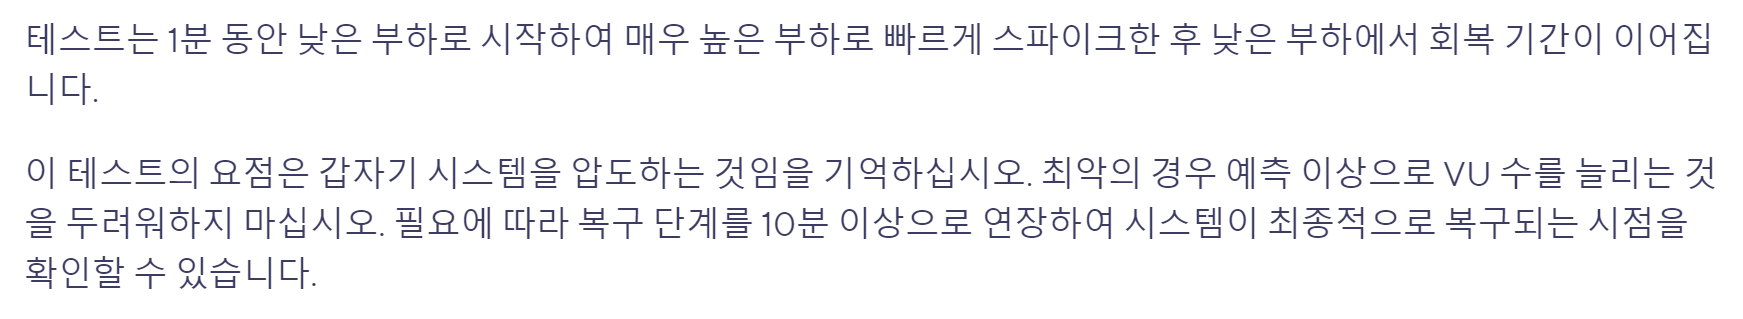 테스트는 1분 동안 낮은 부하로 시작하여 매우 높은 부하로 빠르게 스파이크한 후 낮은 부하에서 회복 기간이 이어집
니다.
이 테스트의 요점은 갑자기 시스템을 압도하는 것임을 기억하십시오. 최악의 경우 예측 이상으로 VU 수를 늘리는 것
을 두려워하지 마십시오. 필요에 따라 복구 단계를 10분 이상으로 연장하여 시스템이 최종적으로 복구되는 시점을
확인할 수 있습니다.